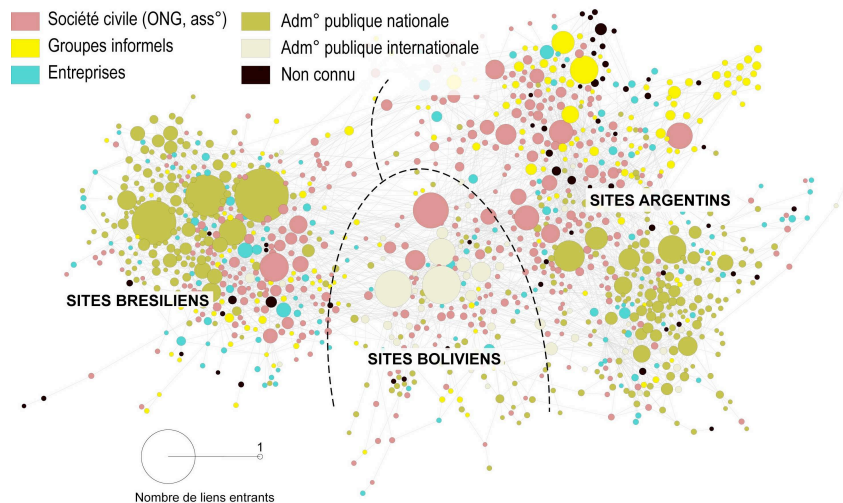 Société civile (ONG, ass°)
Groupes informels
Entreprises
Adm° publique nationale
Adm° publique internationale
Non connu
SITES ARGENTINS
SITES BRESILIENS
SITES BOLIVIENS
1
Nombre de liens entrants